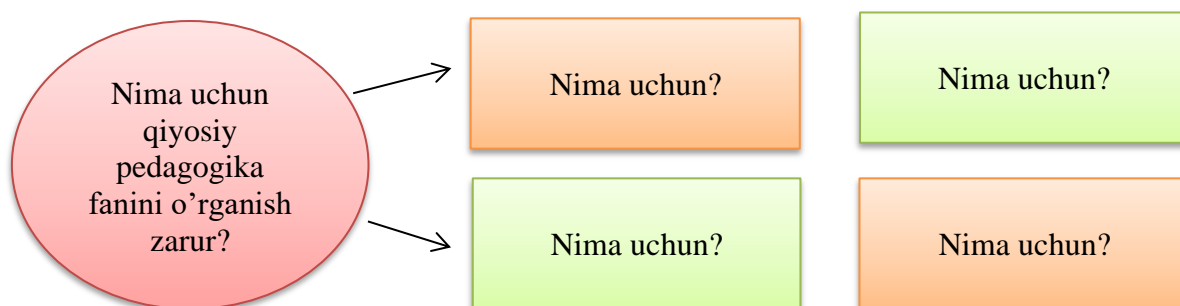 Nima uchun
qiyosiy
pedagogika
fanini o’rganish
zarur?
Nima uchun?
Nima uchun?
Nima uchun?
Nima uchun?